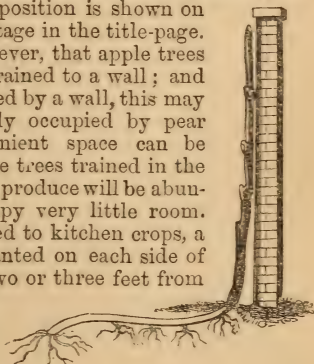 position is shown on
tage in the title-page.
ever, that apple trees
rained to a wall; and
ed by a wall, this may
ly occupied by pear
nient space can be
e trees trained in the
produce will be abun-
py very little room.
ed to kitchen crops, a
nted on each side of
wo or three feet from